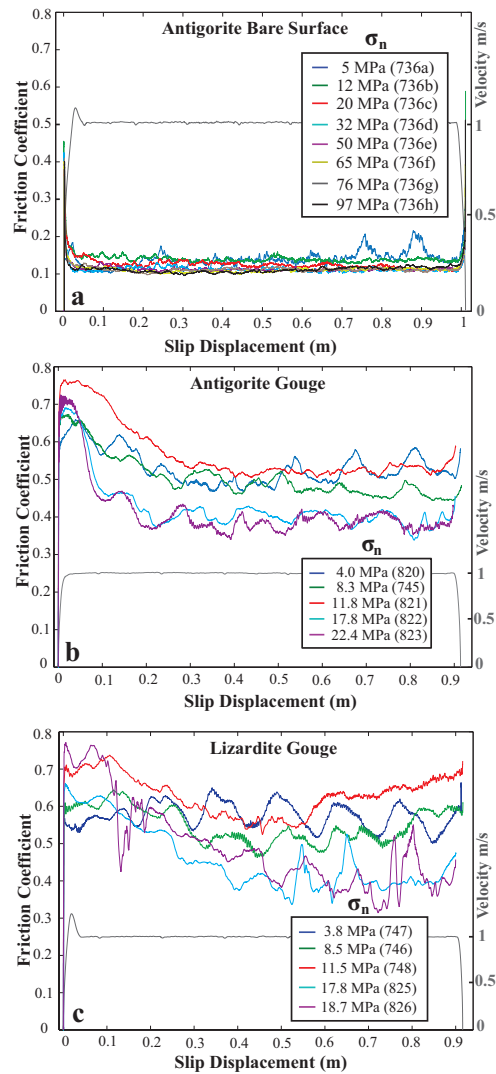 Antigorite Bare Surface
σn
5 MPa (736a)
12 MPa (736b)
20 MPa (736c)
32 MPa (736d)
50 MPa (736e)
65 MPa (736f)
76 MPa (736g)
97 MPa (736h)
0.8
0.7
0.6
0.5
0.4
0.3
0.2
0.1
0
Friction Coefficient
Velocity m/s
1
0.5
0
a
0 0.1 0.2 0.3 0.4 0.5 0.6 0.7 0.8 0.9 1
Slip Displacement (m)
Antigorite Gouge
0.8
0.7
0.6
0.5
0.4
0.3
0.2
0.1
0
Friction Coefficient
Velocity m/s
1
0.5
0
σn
4.0 MPa (820)
8.3 MPa (745)
11.8 MPa (821)
17.8 MPa (822)
22.4 MPa (823)
b
0 0.1 0.2 0.3 0.4 0.5 0.6 0.7 0.8 0.9
Slip Displacement (m)
Lizardite Gouge
0.8
0.7
0.6
0.5
0.4
0.3
0.2
0.1
0
Friction Coefficient
Velocity m/s
1
0.5
0
σn
3.8 MPa (747)
8.5 MPa (746)
11.5 MPa (748)
17.8 MPa (825)
18.7 MPa (826)
c
0 0.1 0.2 0.3 0.4 0.5 0.6 0.7 0.8 0.9
Slip Displacement (m)